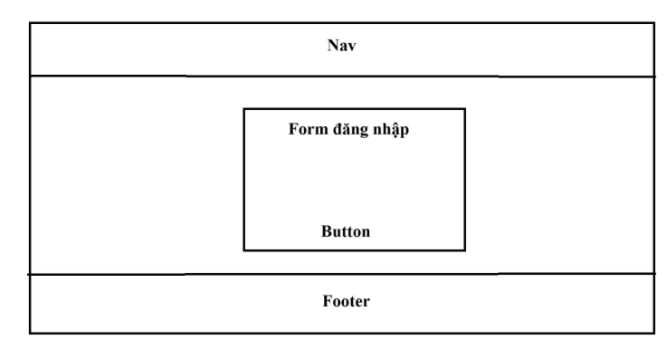 Nav
Form đăng nhập
Button
Footer